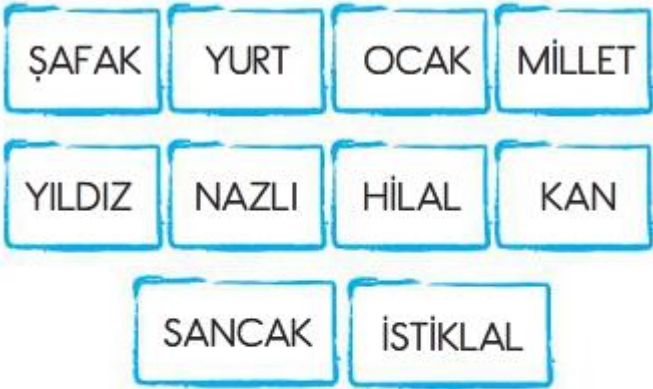 ŞAFAK YURT OCAK MİLLET
YILDIZ NAZLI HİLAL KAN
SANCAK İSTİKLAL